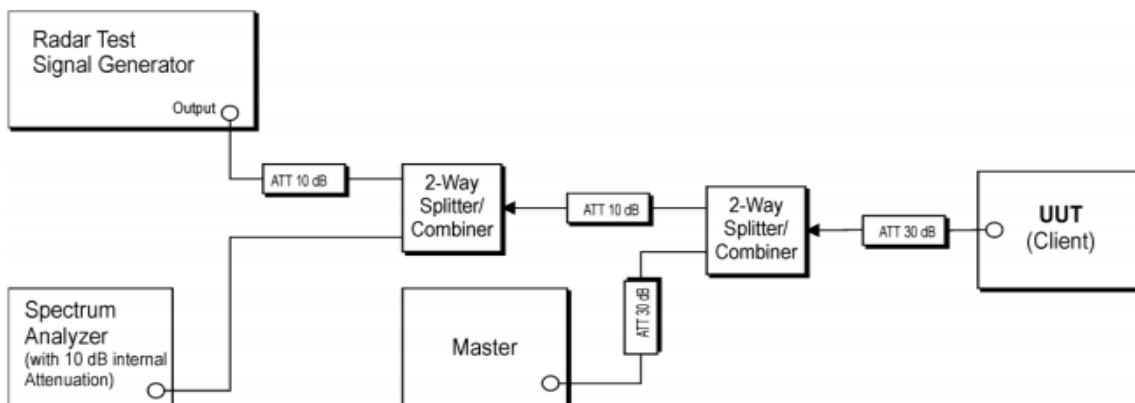 Radar Test
Signal Generator
Output
ATT 10 dB
2-Way
Splitter/
Combiner
ATT 10 dB
2-Way
Splitter/
Combiner
ATT 30 dB
UUT
(Client)
Spectrum
Analyzer
(with 10 dB internal
Attenuation)
Master
ATT 30 dB